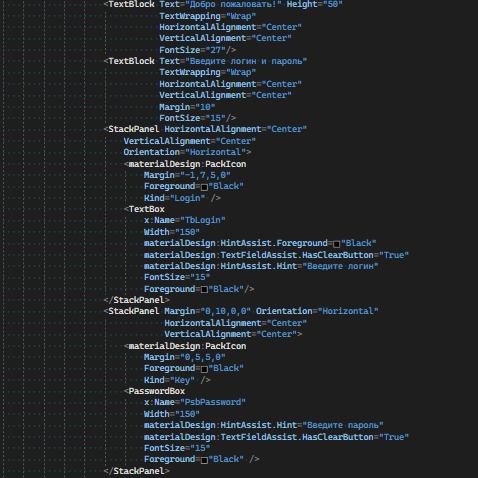 <TextBlock Text="Добро пожаловать!" Height="50"
TextWrapping="Wrap"
HorizontalAlignment="Center"
VerticalAlignment="Center"
FontSize="27"/>
<TextBlock Text="Введите логин и пароль"
TextWrapping="Wrap"
HorizontalAlignment="Center"
VerticalAlignment="Center"
Margin="10"
FontSize="15"/>
<StackPanel HorizontalAlignment="Center"
VerticalAlignment="Center"
Orientation="Horizontal">
<materialDesign:PackIcon
Margin="-1,7,5,0"
Foreground="Black"
Kind="Login" />
<TextBox
x:Name="TbLogin"
Width="150"
materialDesign:HintAssist.Foreground="Black"
materialDesign:TextFieldAssist.HasClearButton="True"
materialDesign:HintAssist.Hint="Введите логин"
FontSize="15"
Foreground="Black"/>
</StackPanel>
<StackPanel Margin="0,10,0,0" Orientation="Horizontal"
HorizontalAlignment="Center"
VerticalAlignment="Center">
<materialDesign:PackIcon
Margin="0,5,5,0"
Foreground="Black"
Kind="Key" />
<PasswordBox
x:Name="PsbPassword"
Width="150"
materialDesign:HintAssist.Hint="Введите пароль"
materialDesign:TextFieldAssist.HasClearButton="True"
FontSize="15"
Foreground="Black" />
</StackPanel>